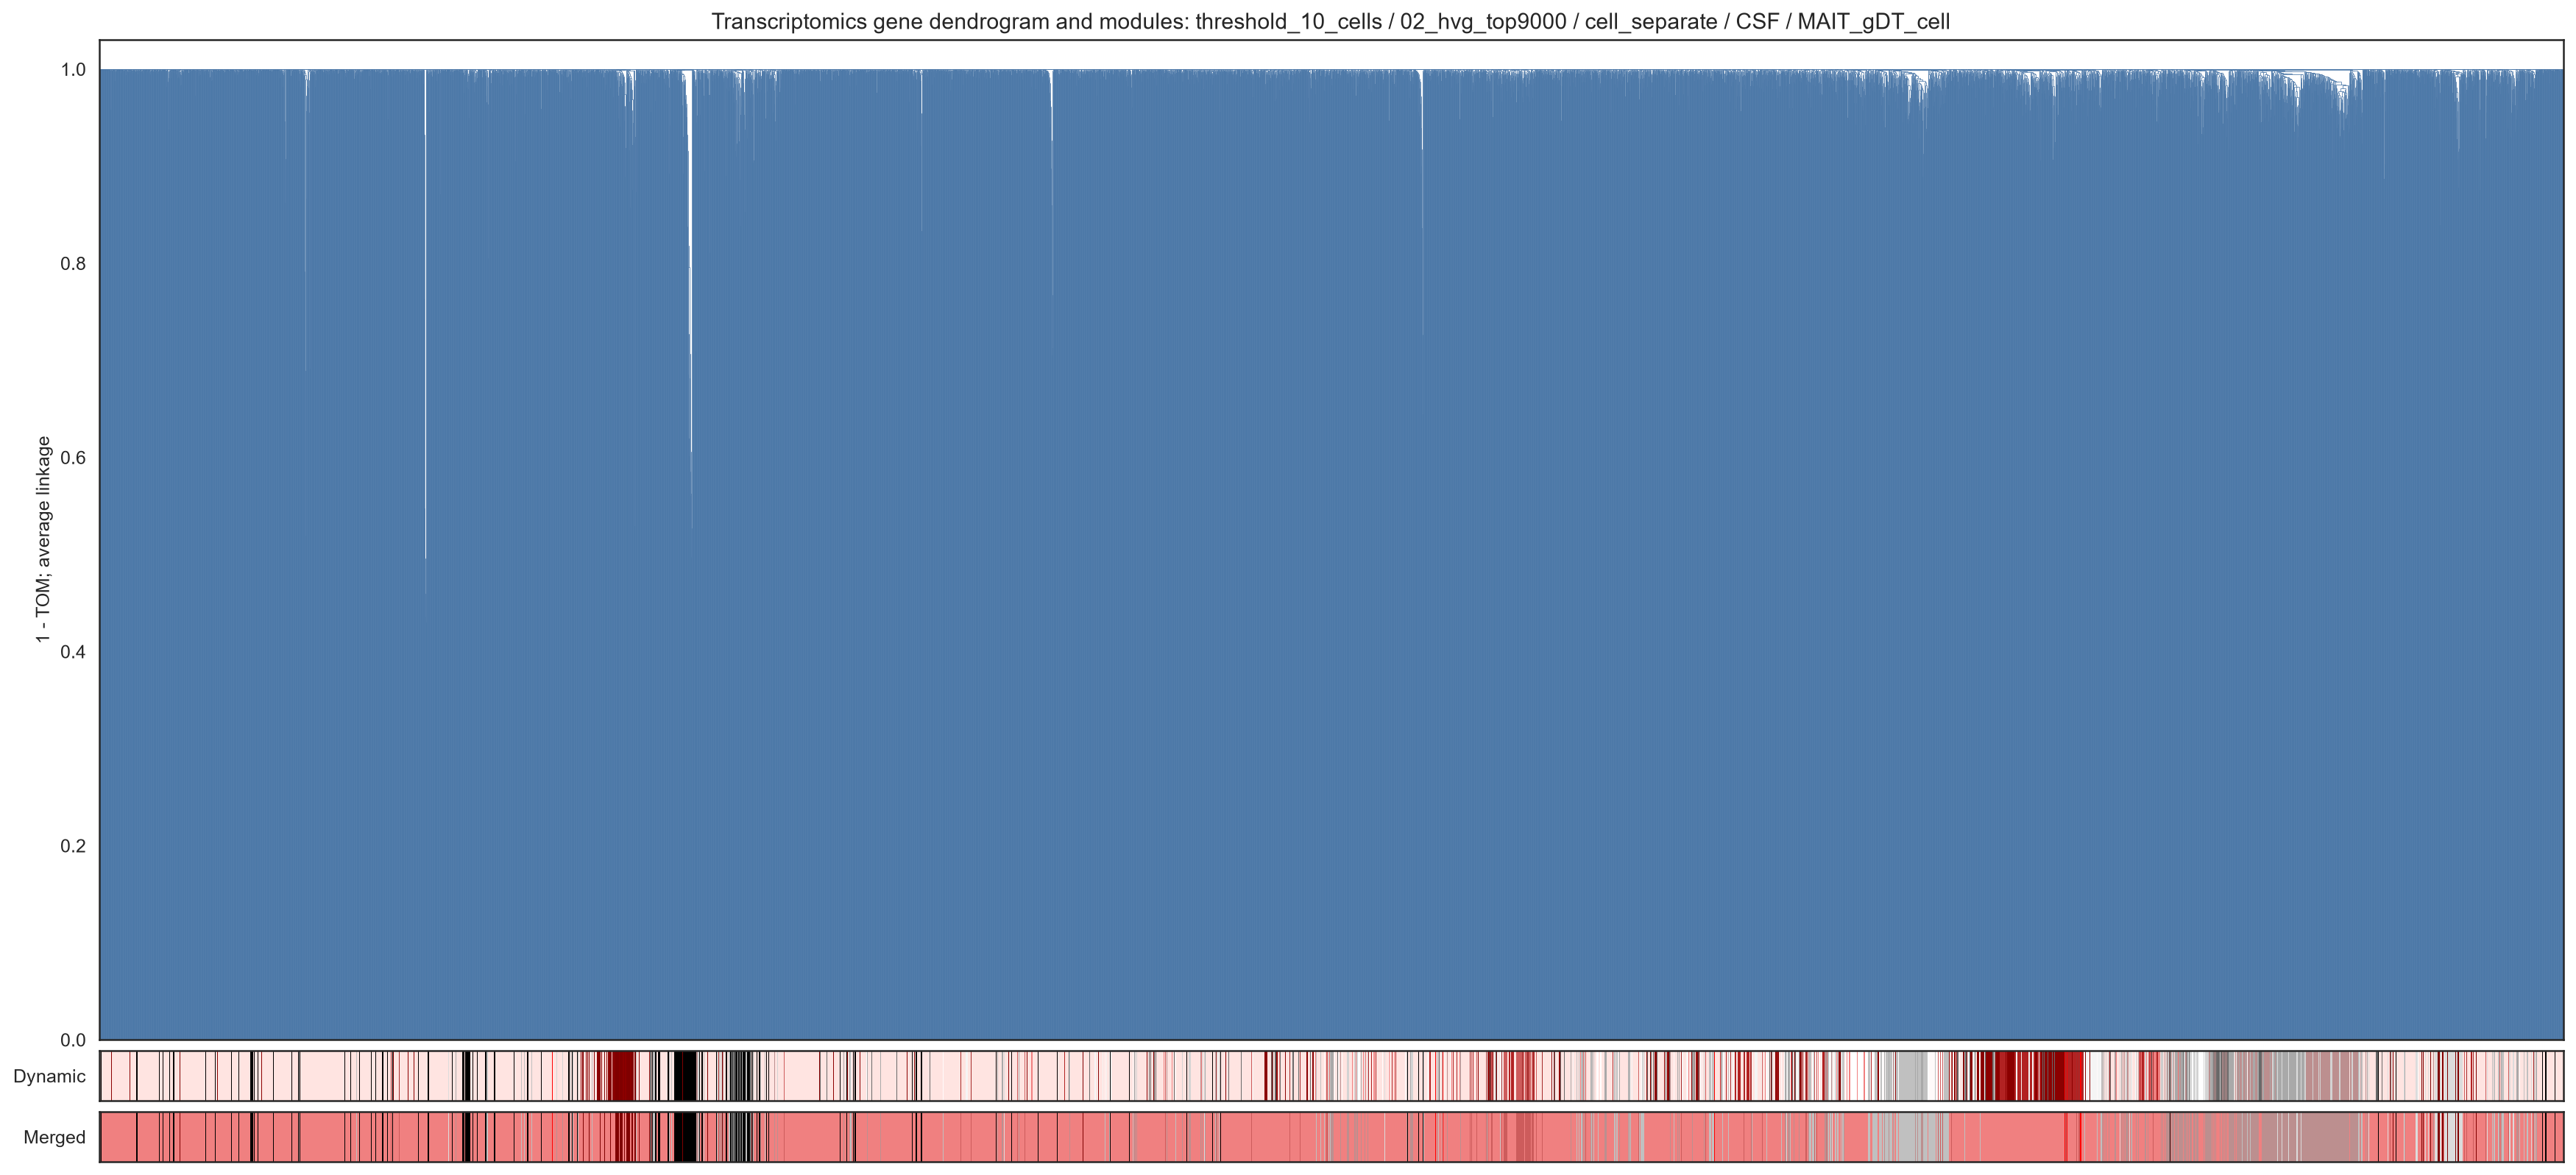 Transcriptomics gene dendrogram and modules: threshold_10_cells / 02_hvg_top9000 / cell_separate / CSF / MAIT_gDT_cell
1.0
0.8
0.6
0.4
0.2
0.0
1 - TOM; average linkage
Dynamic
Merged